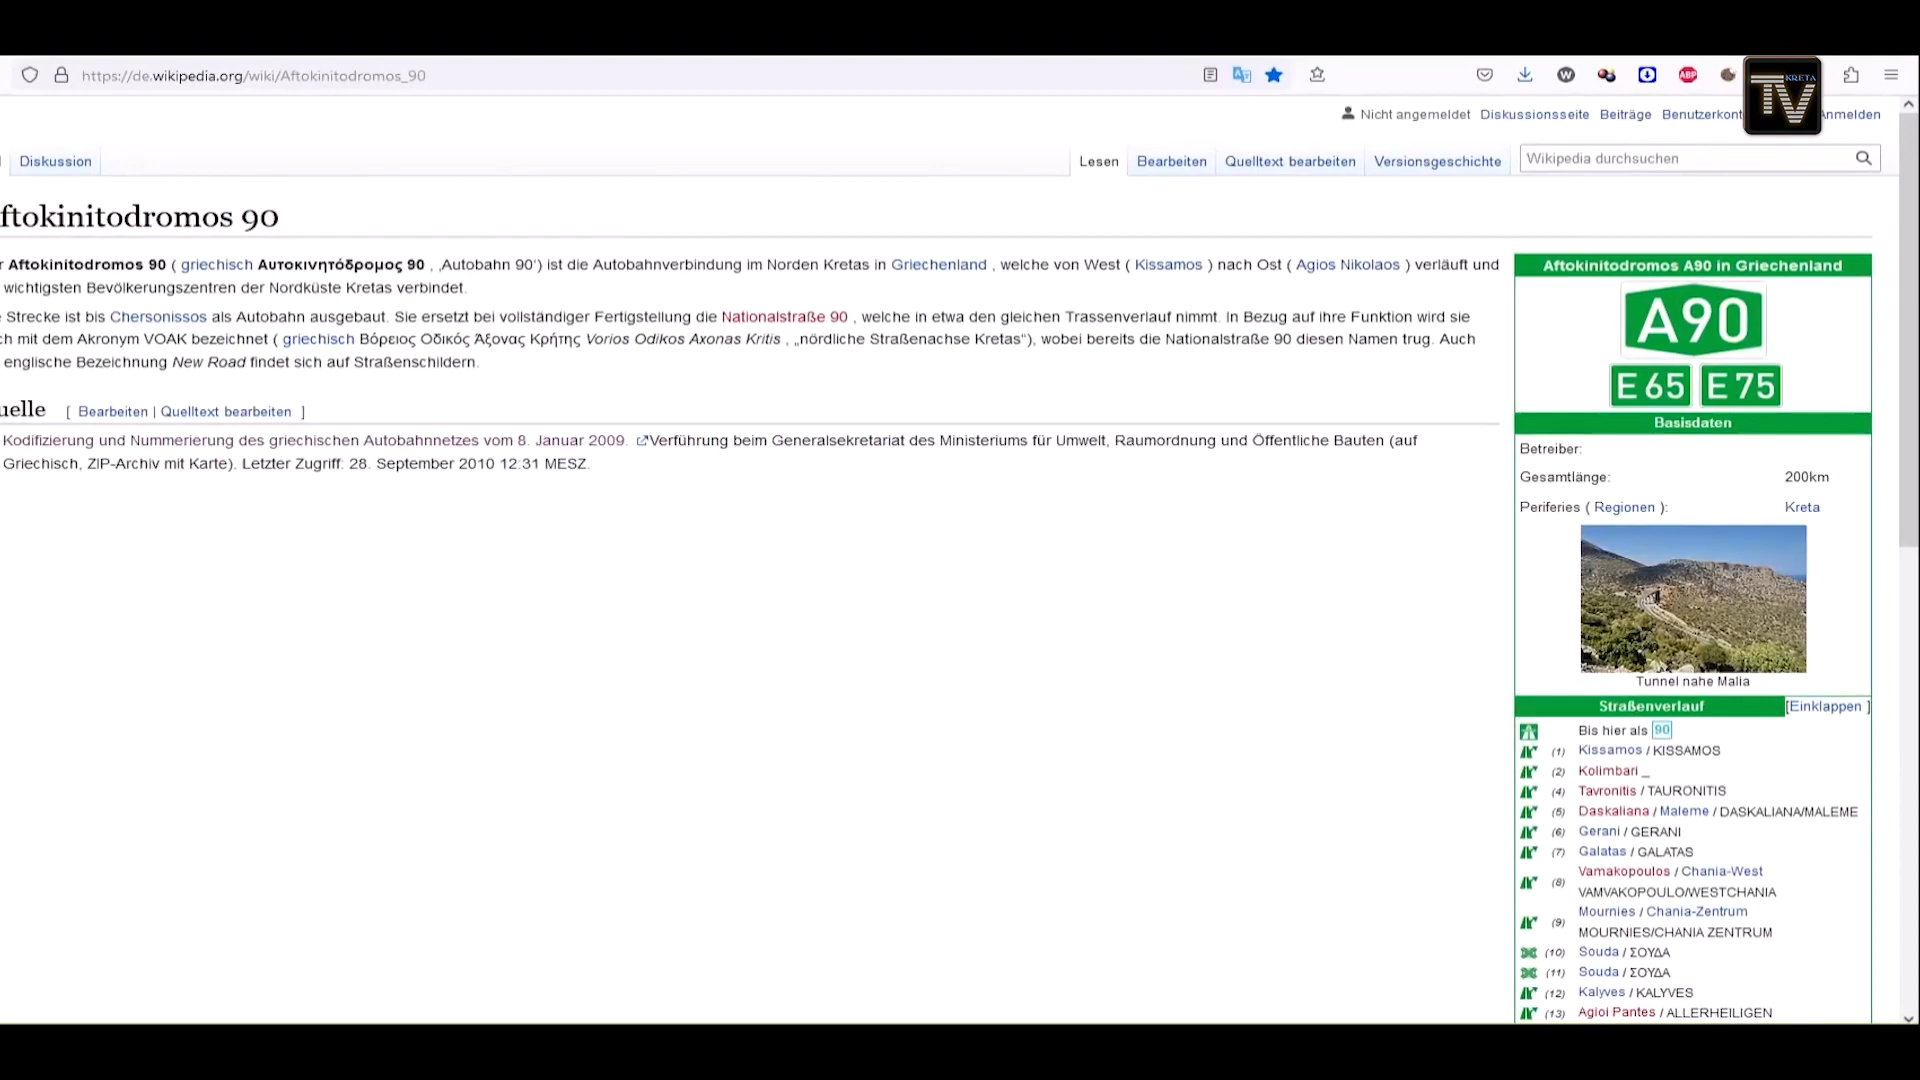 https://de.wikipedia.org/wiki/Aftokinitodromos_90
W
ABP
KRETA
TV
Nicht angemeldet Diskussionsseite Beiträge Benutzerkont
nmelden
Diskussion
Lesen Bearbeiten Quelltext bearbeiten Versionsgeschichte
Wikipedia durchsuchen
ftokinitodromos 90
r Aftokinitodromos 90 ( griechisch Αυτοκινητόδρομος 90 , ‚Autobahn 90‘) ist die Autobahnverbindung im Norden Kretas in Griechenland , welche von West ( Kissamos ) nach Ost ( Agios Nikolaos ) verläuft und
wichtigsten Bevölkerungszentren der Nordküste Kretas verbindet.
e Strecke ist bis Chersonissos als Autobahn ausgebaut. Sie ersetzt bei vollständiger Fertigstellung die Nationalstraße 90 , welche in etwa den gleichen Trassenverlauf nimmt. In Bezug auf ihre Funktion wird sie
ch mit dem Akronym VOAK bezeichnet ( griechisch Βόρειος Οδικός Άξονας Κρήτης Vorios Odikos Axonas Kritis , „nördliche Straßenachse Kretas“), wobei bereits die Nationalstraße 90 diesen Namen trug. Auch
englische Bezeichnung New Road findet sich auf Straßenschildern.
uelle [ Bearbeiten | Quelltext bearbeiten ]
Kodifizierung und Nummerierung des griechischen Autobahnnetzes vom 8. Januar 2009. Verführung beim Generalsekretariat des Ministeriums für Umwelt, Raumordnung und Öffentliche Bauten (auf
Griechisch, ZIP-Archiv mit Karte). Letzter Zugriff: 28. September 2010 12:31 MESZ.
Aftokinitodromos A90 in Griechenland
A90
E 65 E 75
Basisdaten
Betreiber:
Gesamtlänge: 200km
Periferies ( Regionen ): Kreta
Tunnel nahe Malia
Straßenverlauf [Einklappen ]
Bis hier als 90
(1) Kissamos / KISSAMOS
(2) Kolimbari _
(4) Tavronitis / TAURONITIS
(5) Daskaliana / Maleme / DASKALIANA/MALEME
(6) Gerani / GERANI
(7) Galatas / GALATAS
(8) Vamakopoulos / Chania-West
VAMVAKOPOULO/WESTCHANIA
(9) Mournies / Chania-Zentrum
MOURNIES/CHANIA ZENTRUM
(10) Souda / ΣΟΥΔΑ
(11) Souda / ΣΟΥΔΑ
(12) Kalyves / KALYVES
(13) Agioi Pantes / ALLERHEILIGEN